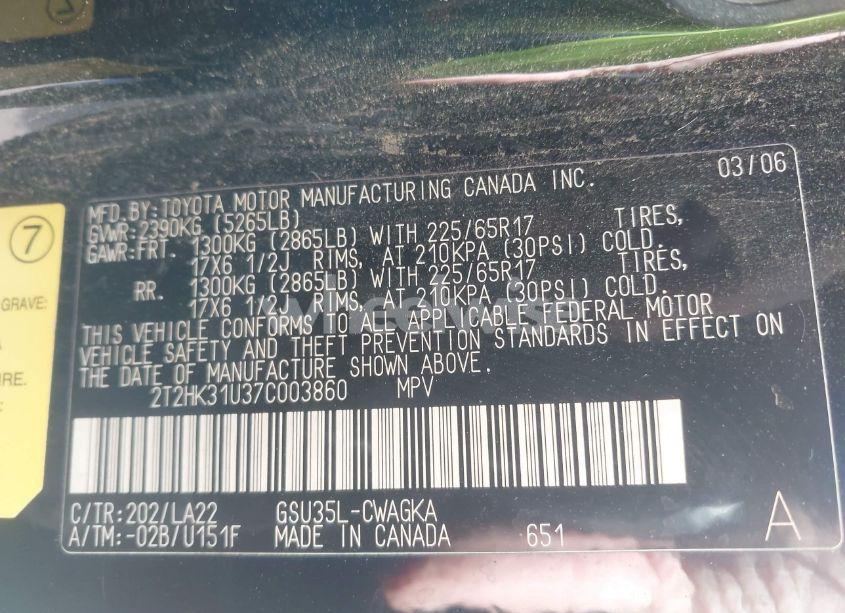 7
GRAVE:
RE.
MFD.BY:TOYOTA MOTOR MANUFACTURING CANADA INC. 03/06
GVWR:2390KG (5265LB)
GAWR:FRT. 1300KG (2865LB) WITH 225/65R17 TIRES,
17X6 1/2J RIMS, AT 210KPA (30PSI) COLD.
RR. 1300KG (2865LB) WITH 225/65R17 TIRES,
17X6 1/2J RIMS, AT 210KPA (30PSI) COLD.
THIS VEHICLE CONFORMS TO ALL APPLICABLE FEDERAL MOTOR
VEHICLE SAFETY AND THEFT PREVENTION STANDARDS IN EFFECT ON
THE DATE OF MANUFACTURE SHOWN ABOVE.
2T2HK31U37C003860 MPV
C/TR:202/LA22 GSU35L-CWAGKA
A/TM:-02B/U151F MADE IN CANADA 651 A